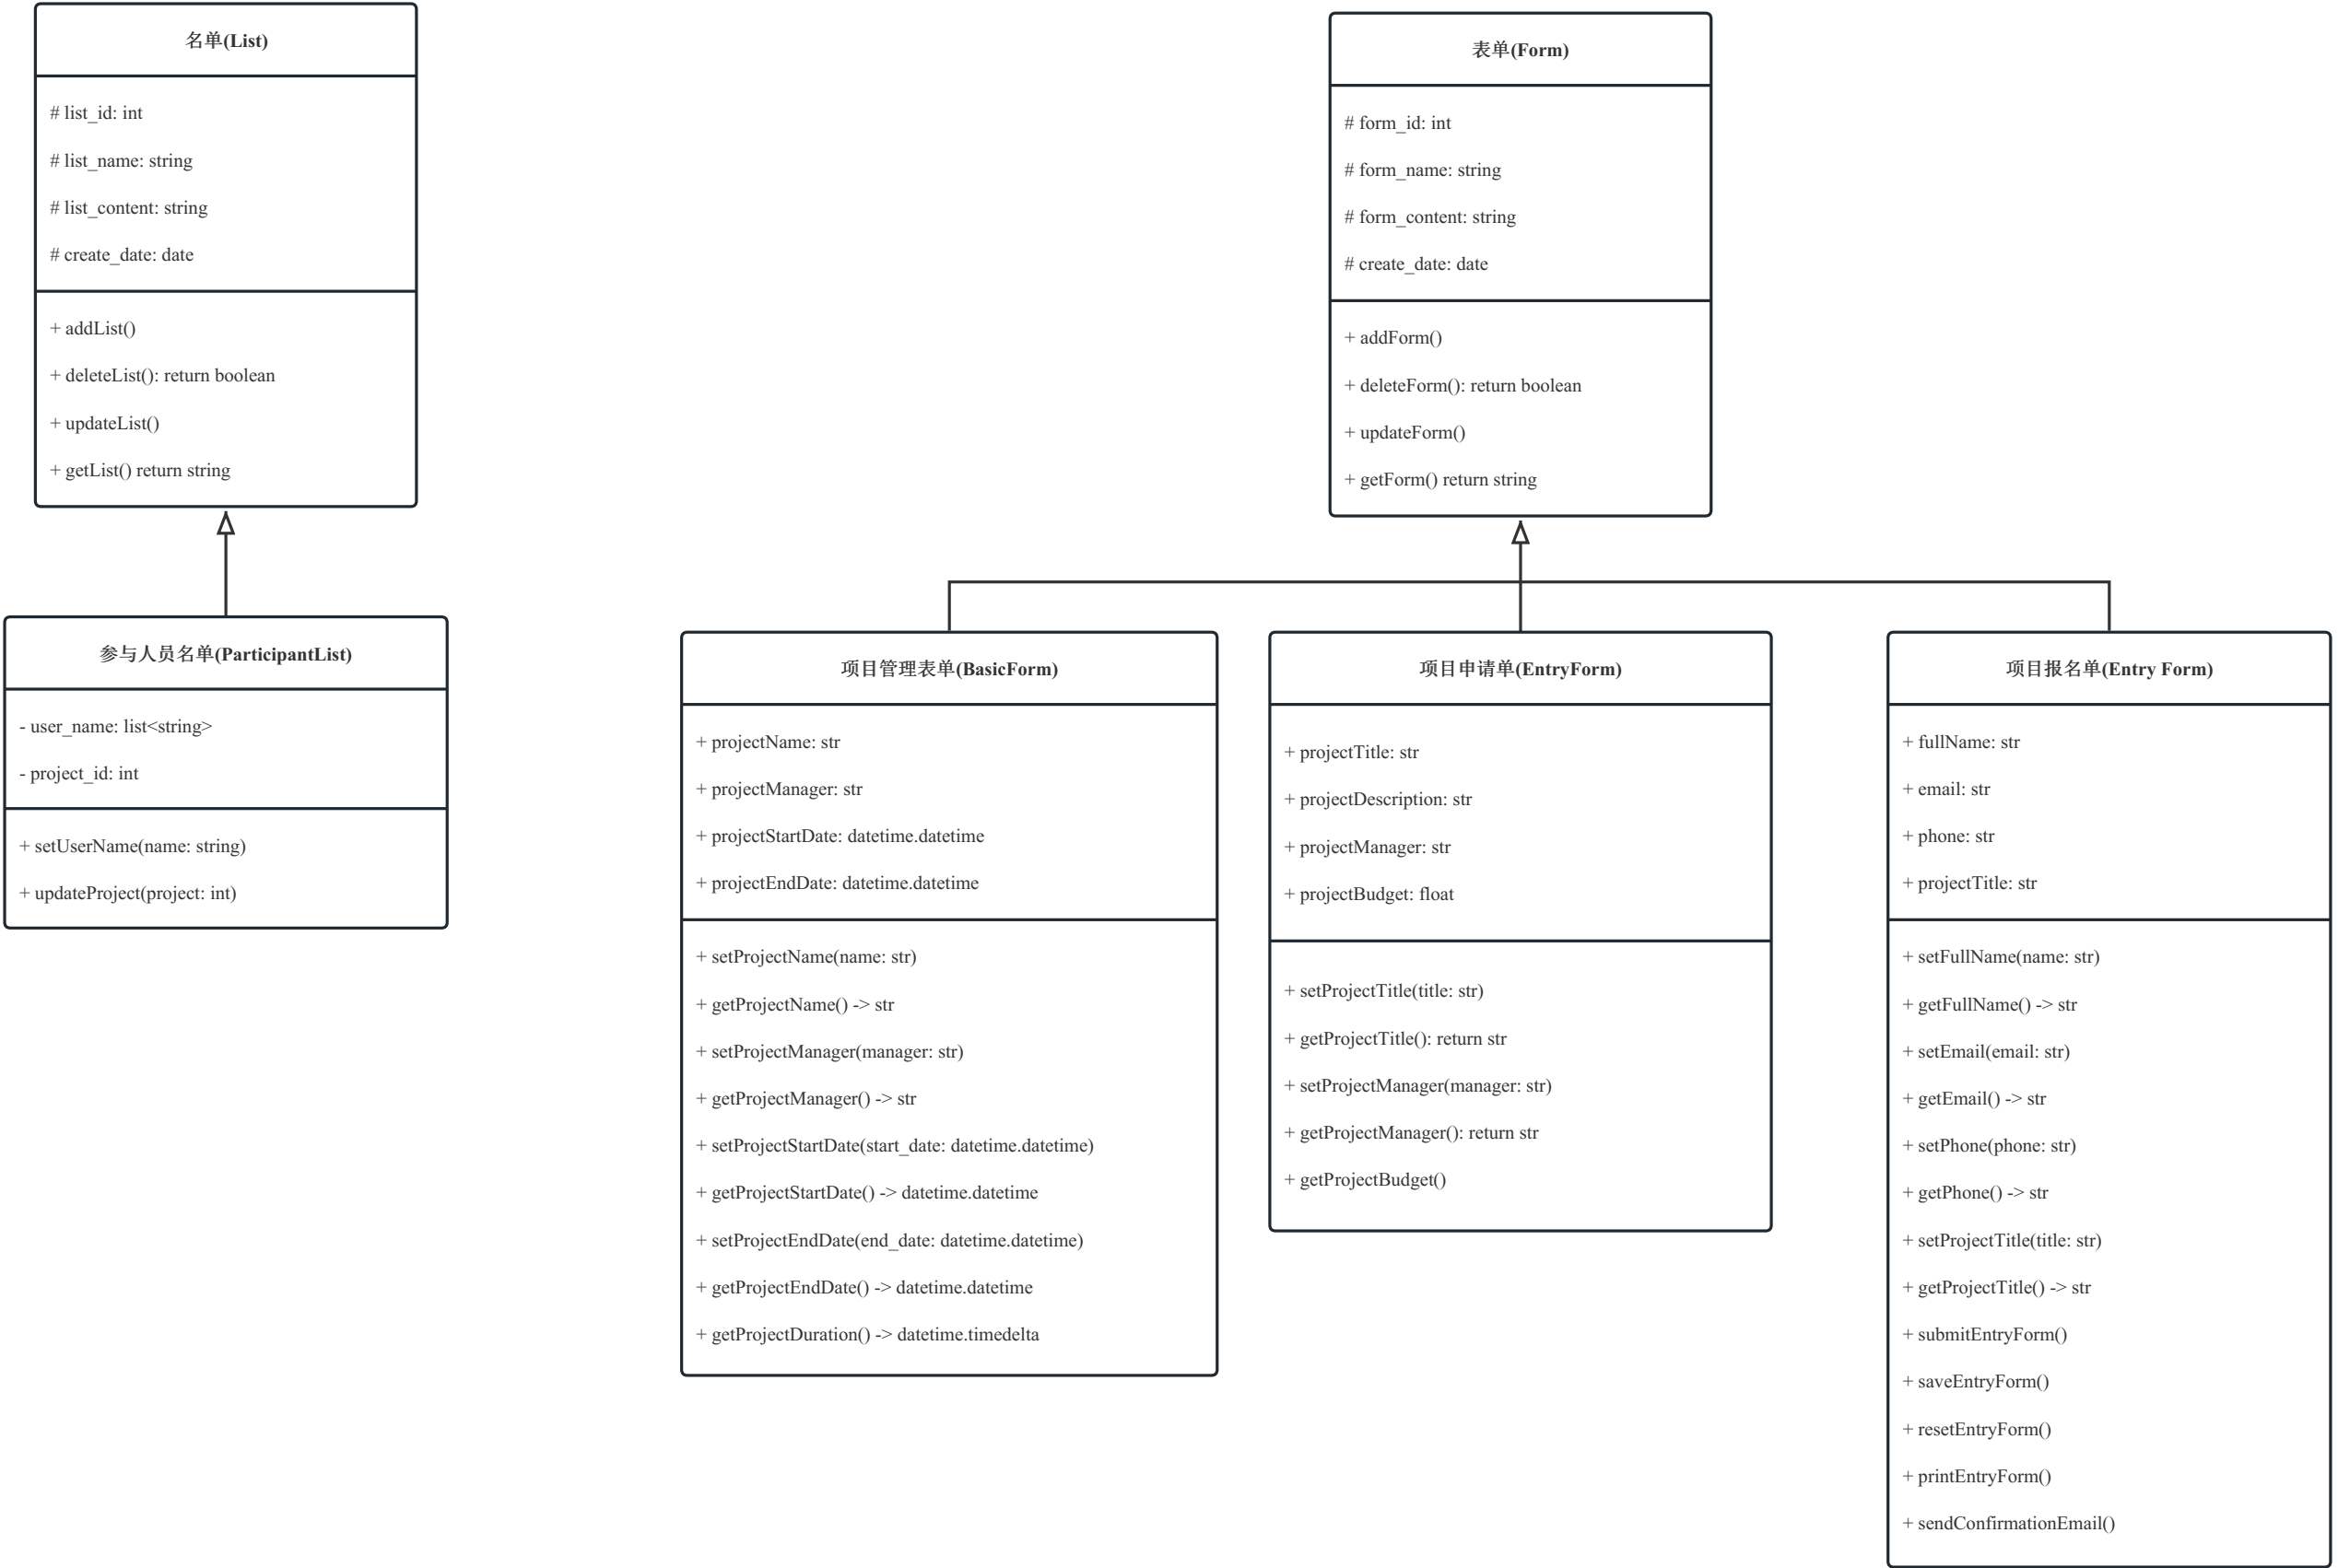 名单(List)
# list_id: int
# list_name: string
# list_content: string
# create_date: date
+ addList()
+ deleteList(): return boolean
+ updateList()
+ getList() return string
参与人员名单(ParticipantList)
- user_name: list<string>
- project_id: int
+ setUserName(name: string)
+ updateProject(project: int)
表单(Form)
# form_id: int
# form_name: string
# form_content: string
# create_date: date
+ addForm()
+ deleteForm(): return boolean
+ updateForm()
+ getForm() return string
项目管理表单(BasicForm)
+ projectName: str
+ projectManager: str
+ projectStartDate: datetime.datetime
+ projectEndDate: datetime.datetime
+ setProjectName(name: str)
+ getProjectName() -> str
+ setProjectManager(manager: str)
+ getProjectManager() -> str
+ setProjectStartDate(start_date: datetime.datetime)
+ getProjectStartDate() -> datetime.datetime
+ setProjectEndDate(end_date: datetime.datetime)
+ getProjectEndDate() -> datetime.datetime
+ getProjectDuration() -> datetime.timedelta
项目申请单(EntryForm)
+ projectTitle: str
+ projectDescription: str
+ projectManager: str
+ projectBudget: float
+ setProjectTitle(title: str)
+ getProjectTitle(): return str
+ setProjectManager(manager: str)
+ getProjectManager(): return str
+ getProjectBudget()
项目报名单(Entry Form)
+ fullName: str
+ email: str
+ phone: str
+ projectTitle: str
+ setFullName(name: str)
+ getFullName() -> str
+ setEmail(email: str)
+ getEmail() -> str
+ setPhone(phone: str)
+ getPhone() -> str
+ setProjectTitle(title: str)
+ getProjectTitle() -> str
+ submitEntryForm()
+ saveEntryForm()
+ resetEntryForm()
+ printEntryForm()
+ sendConfirmationEmail()